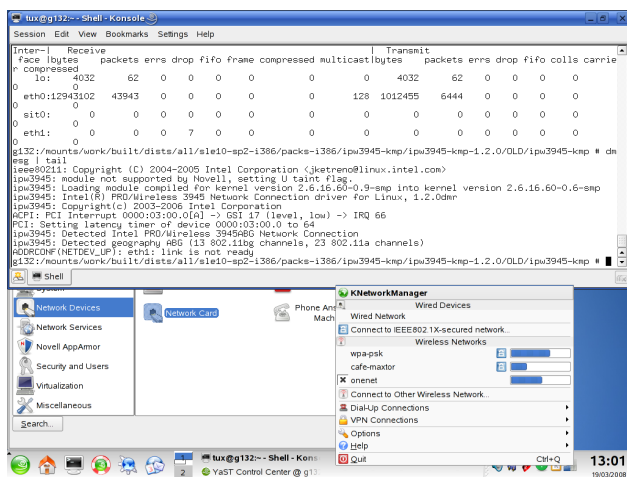 tux@g132:~ - Shell - Konsole
Session Edit View Bookmarks Settings Help
Inter-| Receive | Transmit
face |bytes packets errs drop fifo frame compressed multicast|bytes packets errs drop fifo colls carrie
r compressed
lo: 4032 62 0 0 0 0 0 0 4032 62 0 0 0 0
0 0
eth0:12943102 43943 0 0 0 0 0 128 1012455 6444 0 0 0 0
0 0
sit0: 0 0 0 0 0 0 0 0 0 0 0 0 0 0
0 0
eth1: 0 0 0 7 0 0 0 0 0 0 0 0 0 0
0 0
g132:/mounts/work/built/dists/all/sle10-sp2-i386/packs-i386/ipw3945-kmp/ipw3945-kmp-1.2.0/OLD/ipw3945-kmp # dm
esg | tail
ieee80211: Copyright (C) 2004-2005 Intel Corporation <jketreno@linux.intel.com>
ipw3945: module not supported by Novell, setting U taint flag.
ipw3945: Loading module compiled for kernel version 2.6.16.60-0.9-smp into kernel version 2.6.16.60-0.6-smp
ipw3945: Intel(R) PRO/Wireless 3945 Network Connection driver for Linux, 1.2.0dmr
ipw3945: Copyright(c) 2003-2006 Intel Corporation
ACPI: PCI Interrupt 0000:03:00.0[A] -> GSI 17 (level, low) -> IRQ 66
PCI: Setting latency timer of device 0000:03:00.0 to 64
ipw3945: Detected Intel PRO/Wireless 3945ABG Network Connection
ipw3945: Detected geography ABG (13 802.11bg channels, 23 802.11a channels)
ADDRCONF(NETDEV_UP): eth1: link is not ready
g132:/mounts/work/built/dists/all/sle10-sp2-i386/packs-i386/ipw3945-kmp/ipw3945-kmp-1.2.0/OLD/ipw3945-kmp #
Shell
Network Devices
Network Services
Novell AppArmor
Security and Users
Virtualization
Miscellaneous
Search...
Network Card
Phone Ans
Mach
KNetworkManager
Wired Devices
Wired Network
Connect to IEEE802.1X-secured network...
Wireless Networks
wpa-psk
cafe-maxtor
onenet
Connect to Other Wireless Network...
Dial-Up Connections
VPN Connections
Options
Help
Quit Ctrl+Q
1
2
tux@g132:~ - Shell - Kons
YaST Control Center @ g13
13:01
19/03/2008